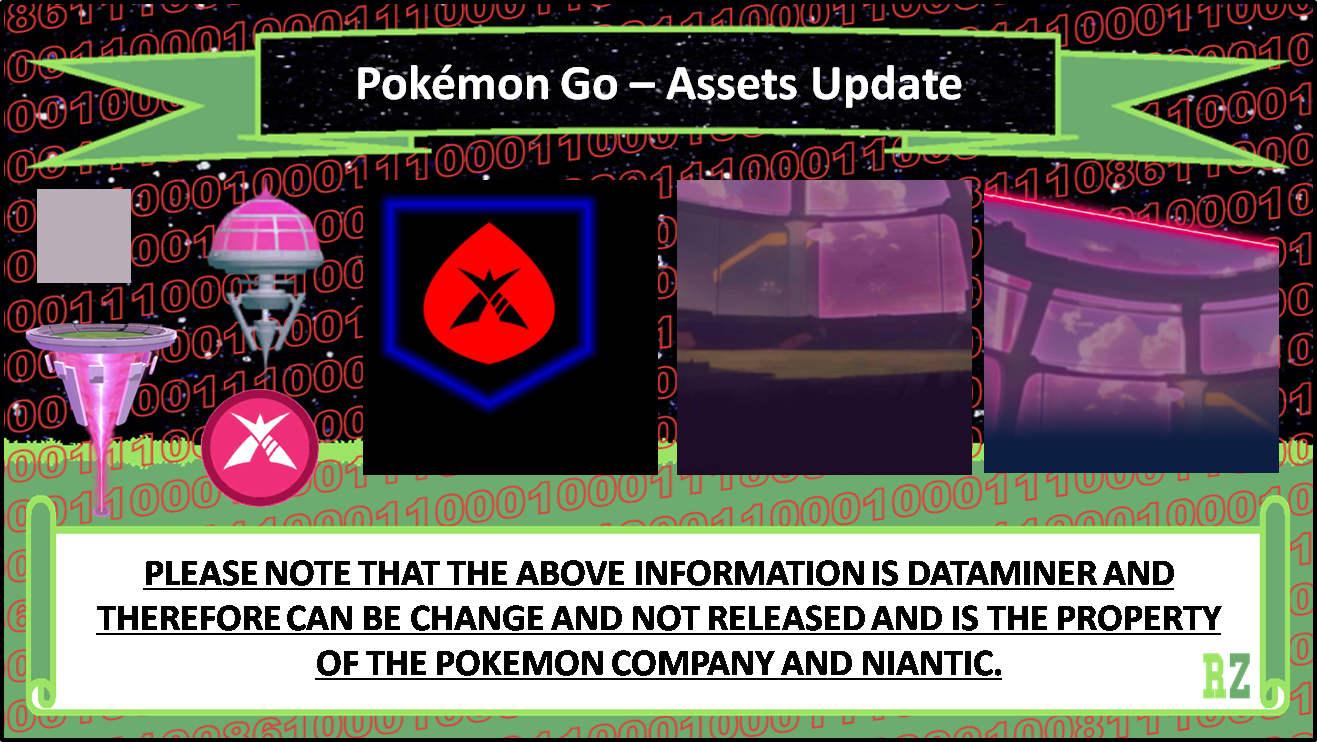 Pokémon Go – Assets Update
PLEASE NOTE THAT THE ABOVE INFORMATION IS DATAMINER AND
THEREFORE CAN BE CHANGE AND NOT RELEASED AND IS THE PROPERTY
OF THE POKEMON COMPANY AND NIANTIC.
RZ